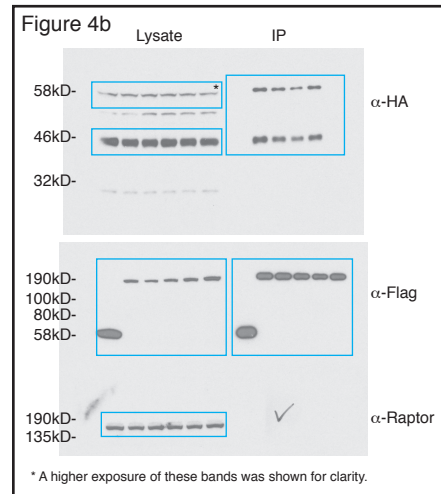 Figure 4b
Lysate IP
*
58kD-
α-HA
46kD-
32kD-
190kD-
α-Flag
100kD-
80kD-
58kD-
190kD-
α-Raptor
135kD-
* A higher exposure of these bands was shown for clarity.